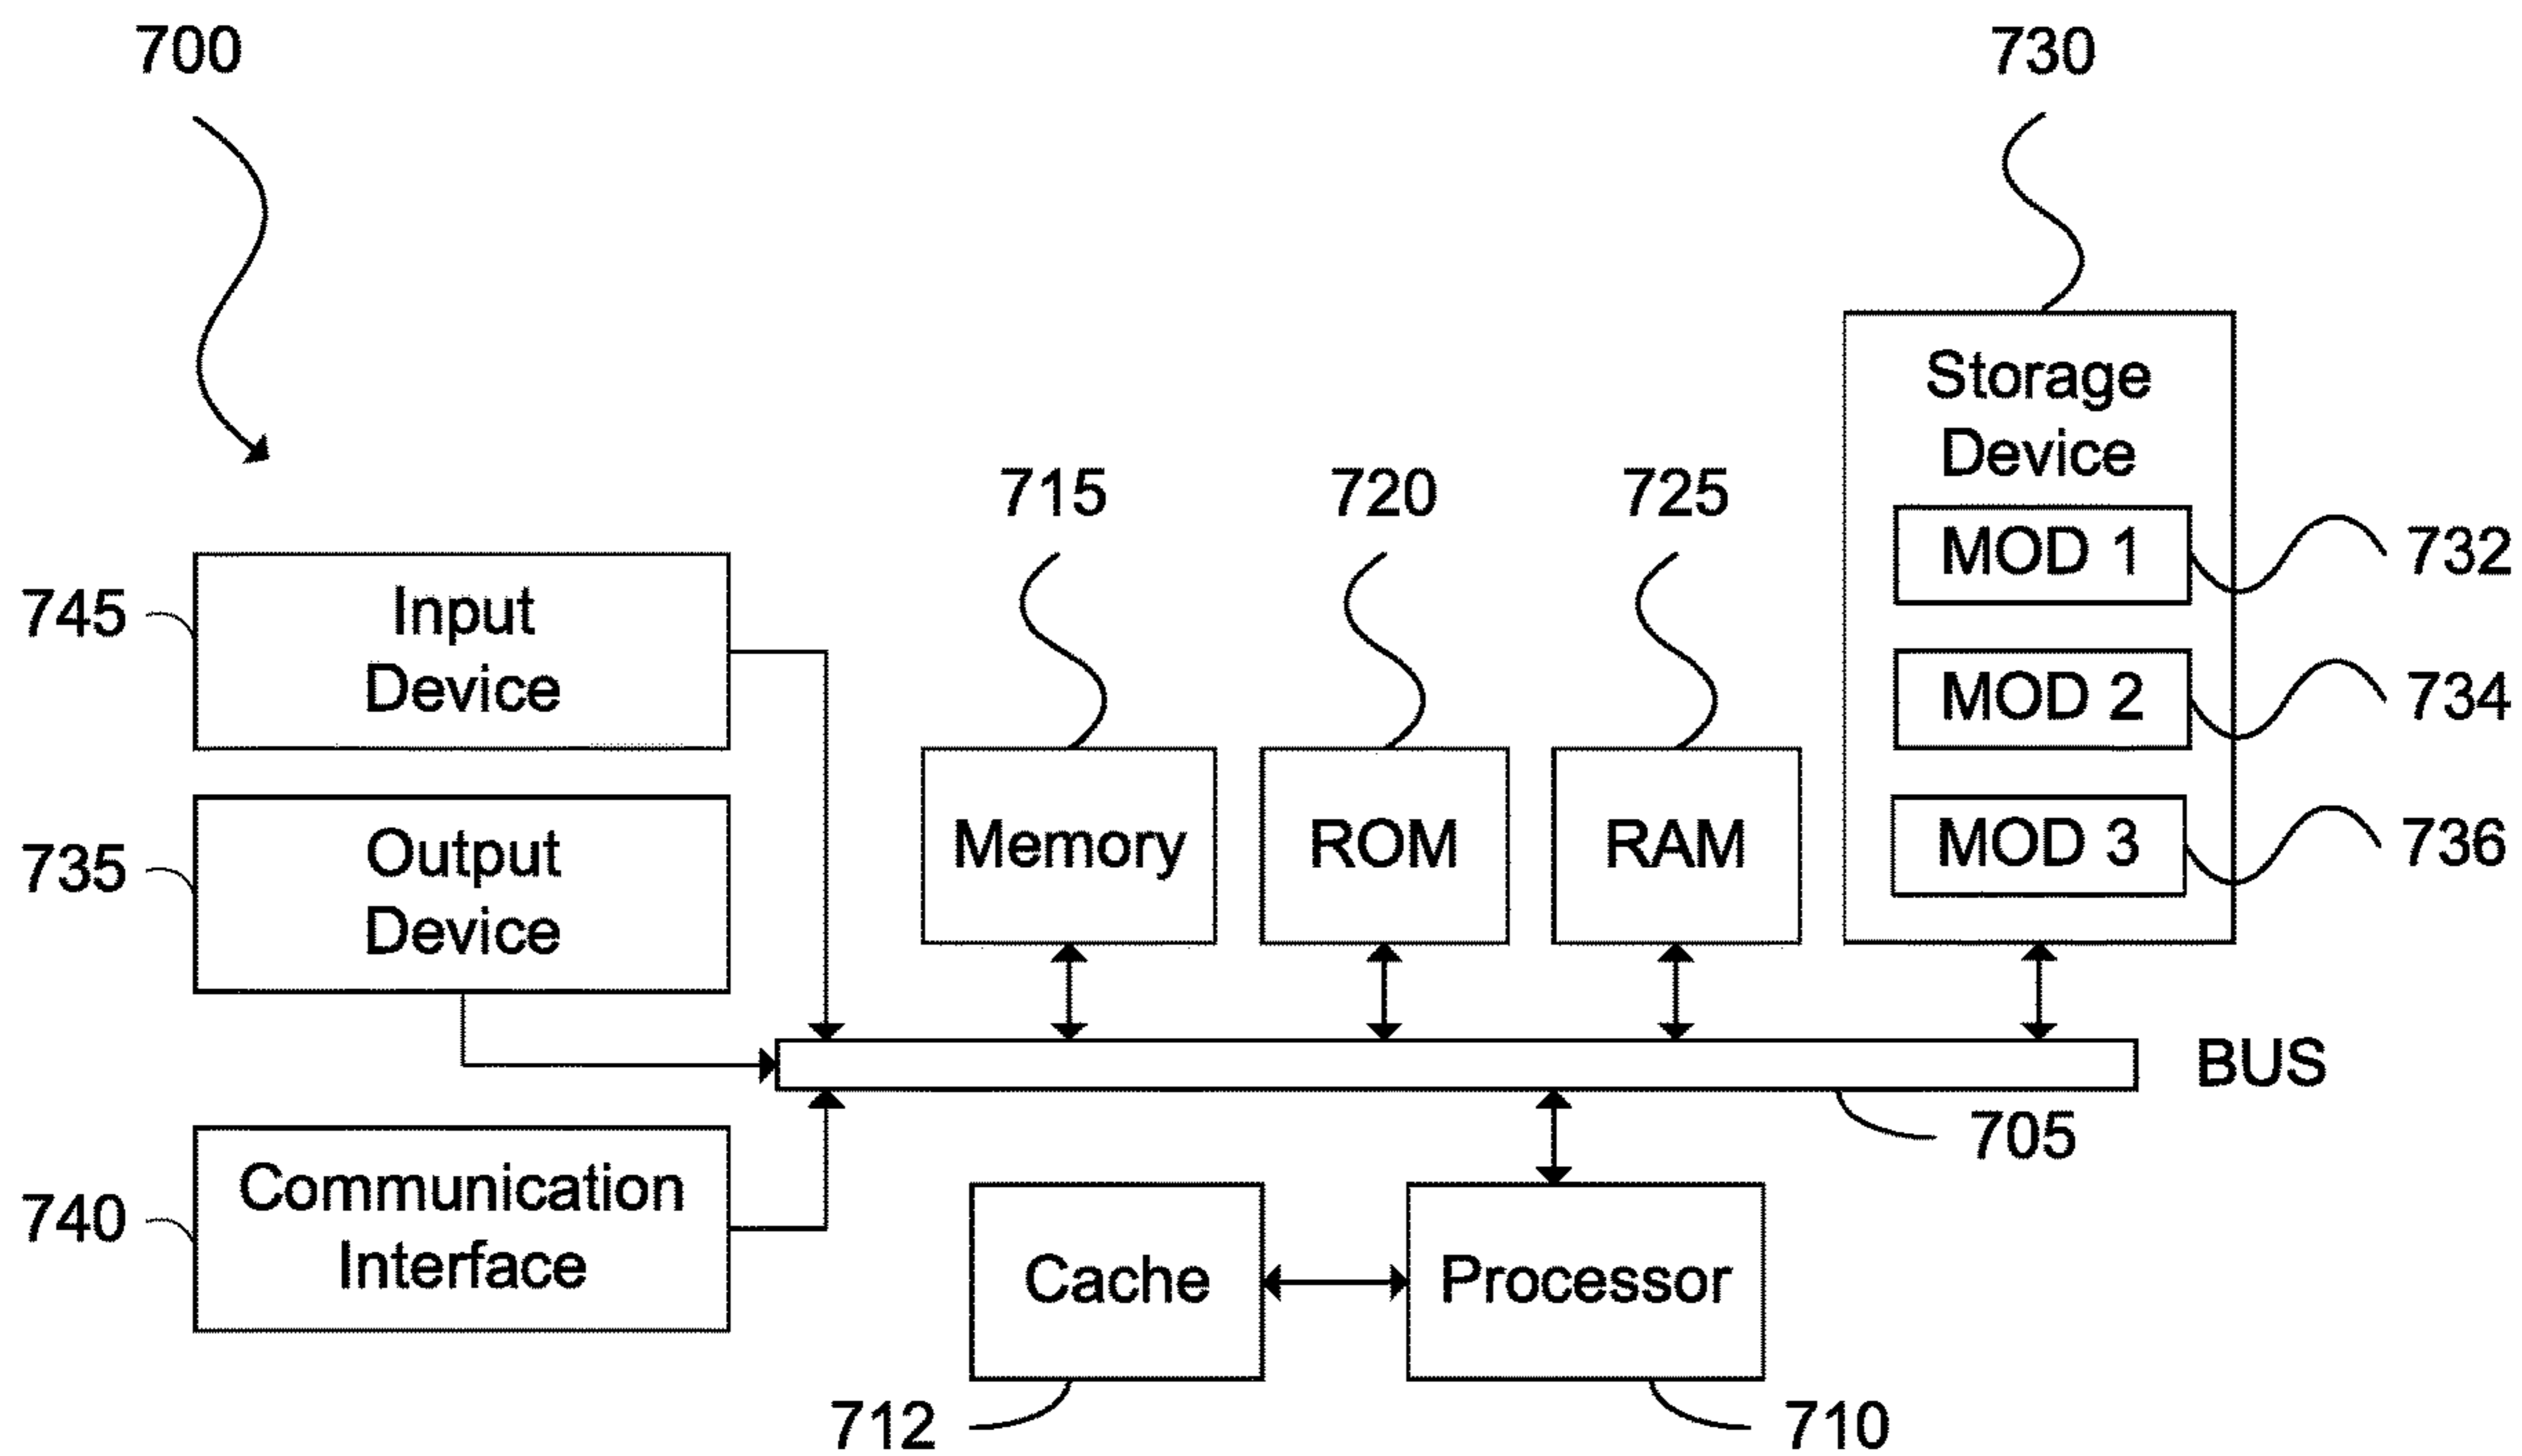 700
730
Storage
Device
715
720
725
MOD 1
732
745
Input
Device
MOD 2
734
735
Output
Device
Memory
ROM
RAM
MOD 3
736
BUS
705
740
Communication
Interface
Cache
Processor
712
710